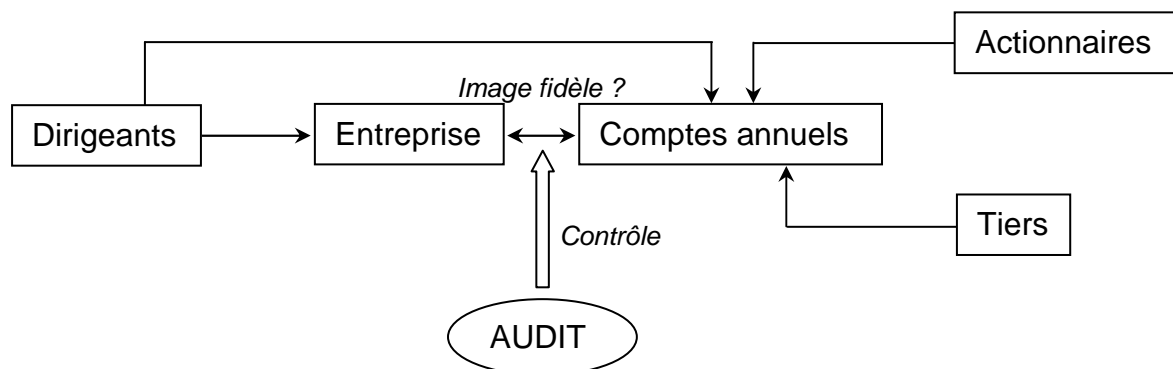 Actionnaires
Image fidèle ?
Dirigeants
Entreprise
Comptes annuels
Tiers
Contrôle
AUDIT